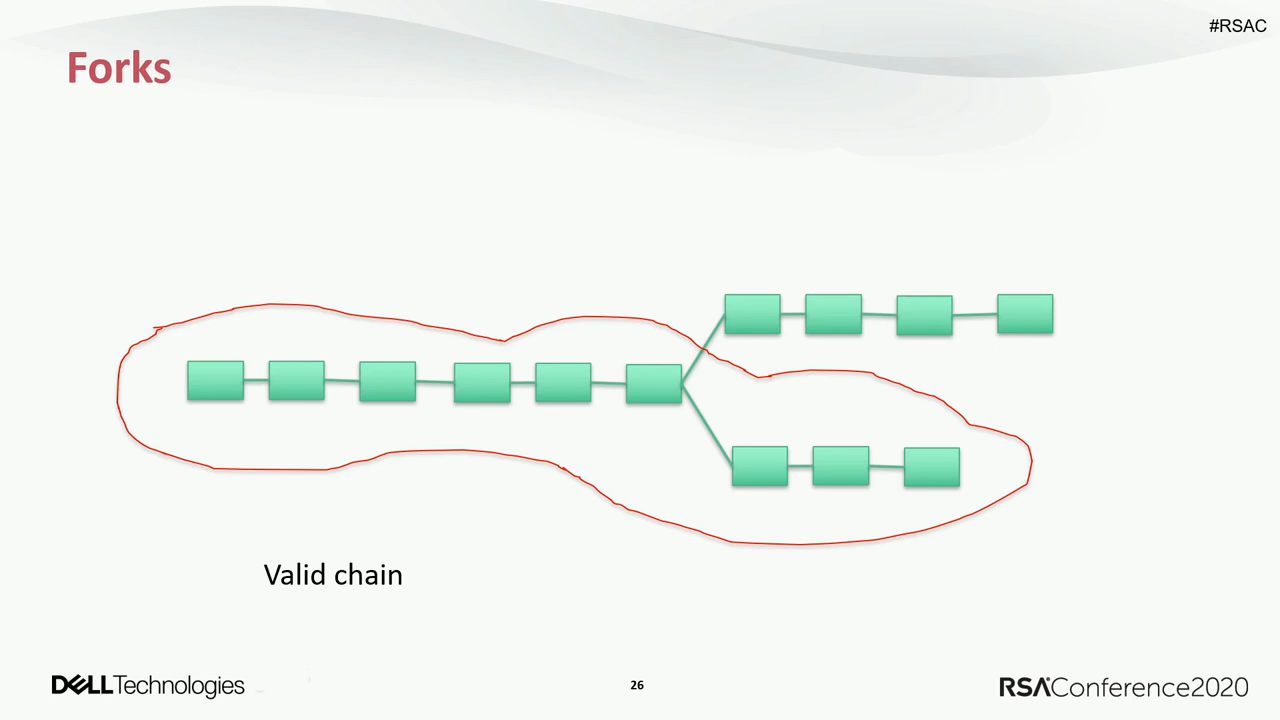 #RSAC
Forks
Valid chain
DELLTechnologies
26
RSAConference2020